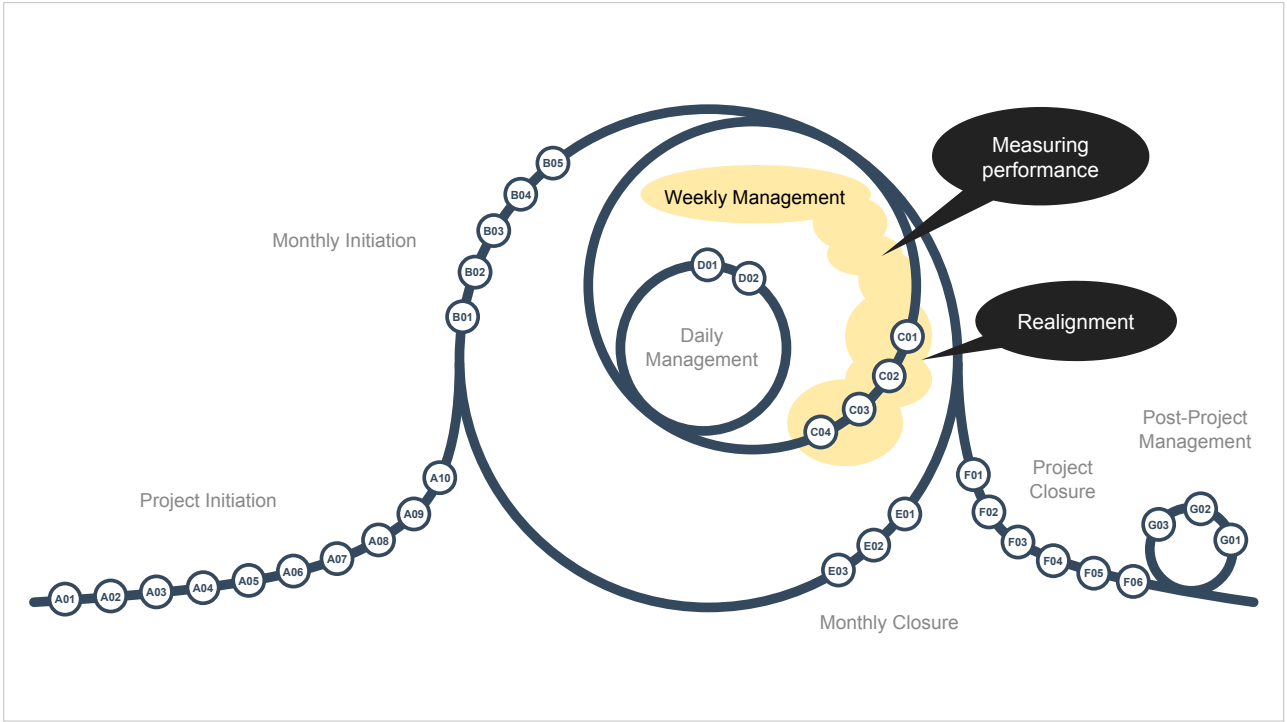 Measuring
performance
B05
Weekly Management
B04
B03
Monthly Initiation
D01
B02
D02
B01
Realignment
Daily
Management
C01
C02
C03
C04
Post-Project
Management
Project
Closure
A10
F01
Project Initiation
A09
E01
F02
G02
G03
G01
A08
E02
F03
A07
F04
A06
E03
F05
A05
F06
A04
A03
A02
A01
Monthly Closure